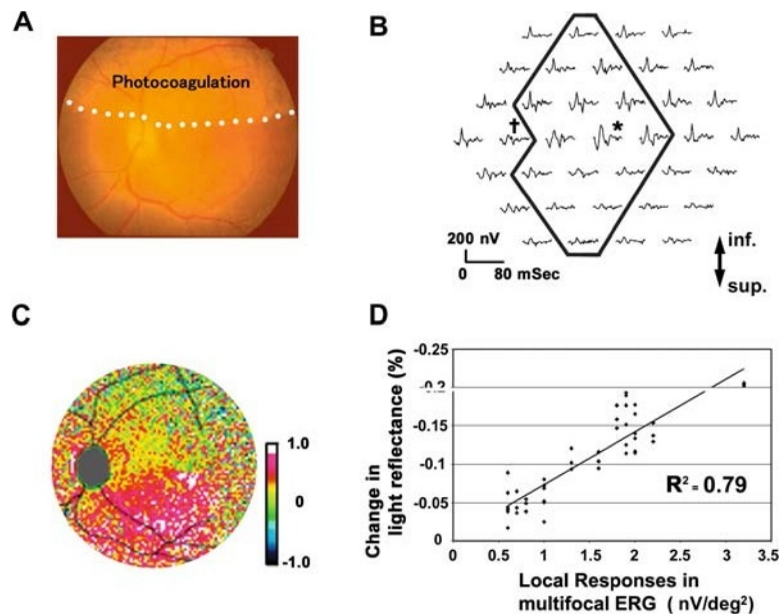 A
Photocoagulation
B
†
*
200 nV
0 80 mSec
inf.
sup.
C
†
1.0
0
-1.0
D
Change in
light reflectance (%)
-0.25
-0.2
-0.15
-0.10
-0.05
0
R² = 0.79
0 0.5 1 1.5 2 2.5 3 3.5
Local Responses in
multifocal ERG ( nV/deg²)